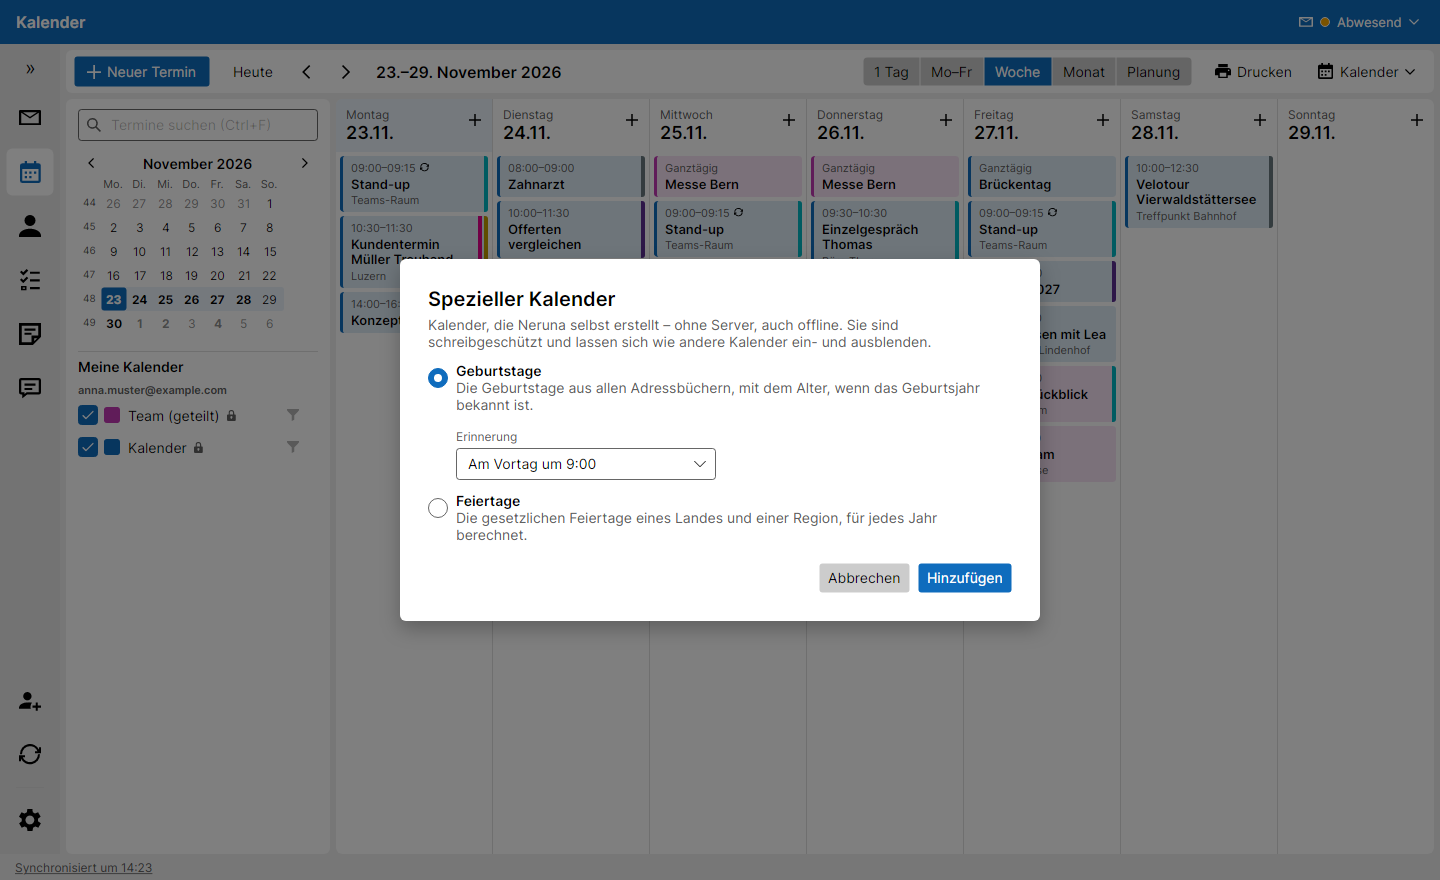 Kalender
Abwesend
Neuer Termin
Heute
23.–29. November 2026
1 Tag
Mo–Fr
Woche
Monat
Planung
Drucken
Kalender
Termine suchen (Ctrl+F)
November 2026
Mo. Di. Mi. Do. Fr. Sa. So.
44 26 27 28 29 30 31 1
45 2 3 4 5 6 7 8
46 9 10 11 12 13 14 15
47 16 17 18 19 20 21 22
48 23 24 25 26 27 28 29
49 30 1 2 3 4 5 6
Meine Kalender
anna.muster@example.com
Team (geteilt)
Kalender
Montag
23.11.
09:00–09:15
Stand-up
Teams-Raum
10:30–11:30
Kundentermin
Müller Treuhand
Luzern
14:00–16:
Konzept
Dienstag
24.11.
08:00–09:00
Zahnarzt
10:00–11:30
Offerten
vergleichen
Mittwoch
25.11.
Ganztägig
Messe Bern
09:00–09:15
Stand-up
Teams-Raum
Donnerstag
26.11.
Ganztägig
Messe Bern
09:30–10:30
Einzelgespräch
Thomas
Freitag
27.11.
Ganztägig
Brückentag
09:00–09:15
Stand-up
Teams-Raum
027
sen mit Lea
Lindenhof
ückblick
Samstag
28.11.
10:00–12:30
Velotour
Vierwaldstättersee
Treffpunkt Bahnhof
Sonntag
29.11.
Spezieller Kalender
Kalender, die Neruna selbst erstellt – ohne Server, auch offline. Sie sind
schreibgeschützt und lassen sich wie andere Kalender ein- und ausblenden.
Geburtstage
Die Geburtstage aus allen Adressbüchern, mit dem Alter, wenn das Geburtsjahr
bekannt ist.
Erinnerung
Am Vortag um 9:00
Feiertage
Die gesetzlichen Feiertage eines Landes und einer Region, für jedes Jahr
berechnet.
Abbrechen
Hinzufügen
Synchronisiert um 14:23